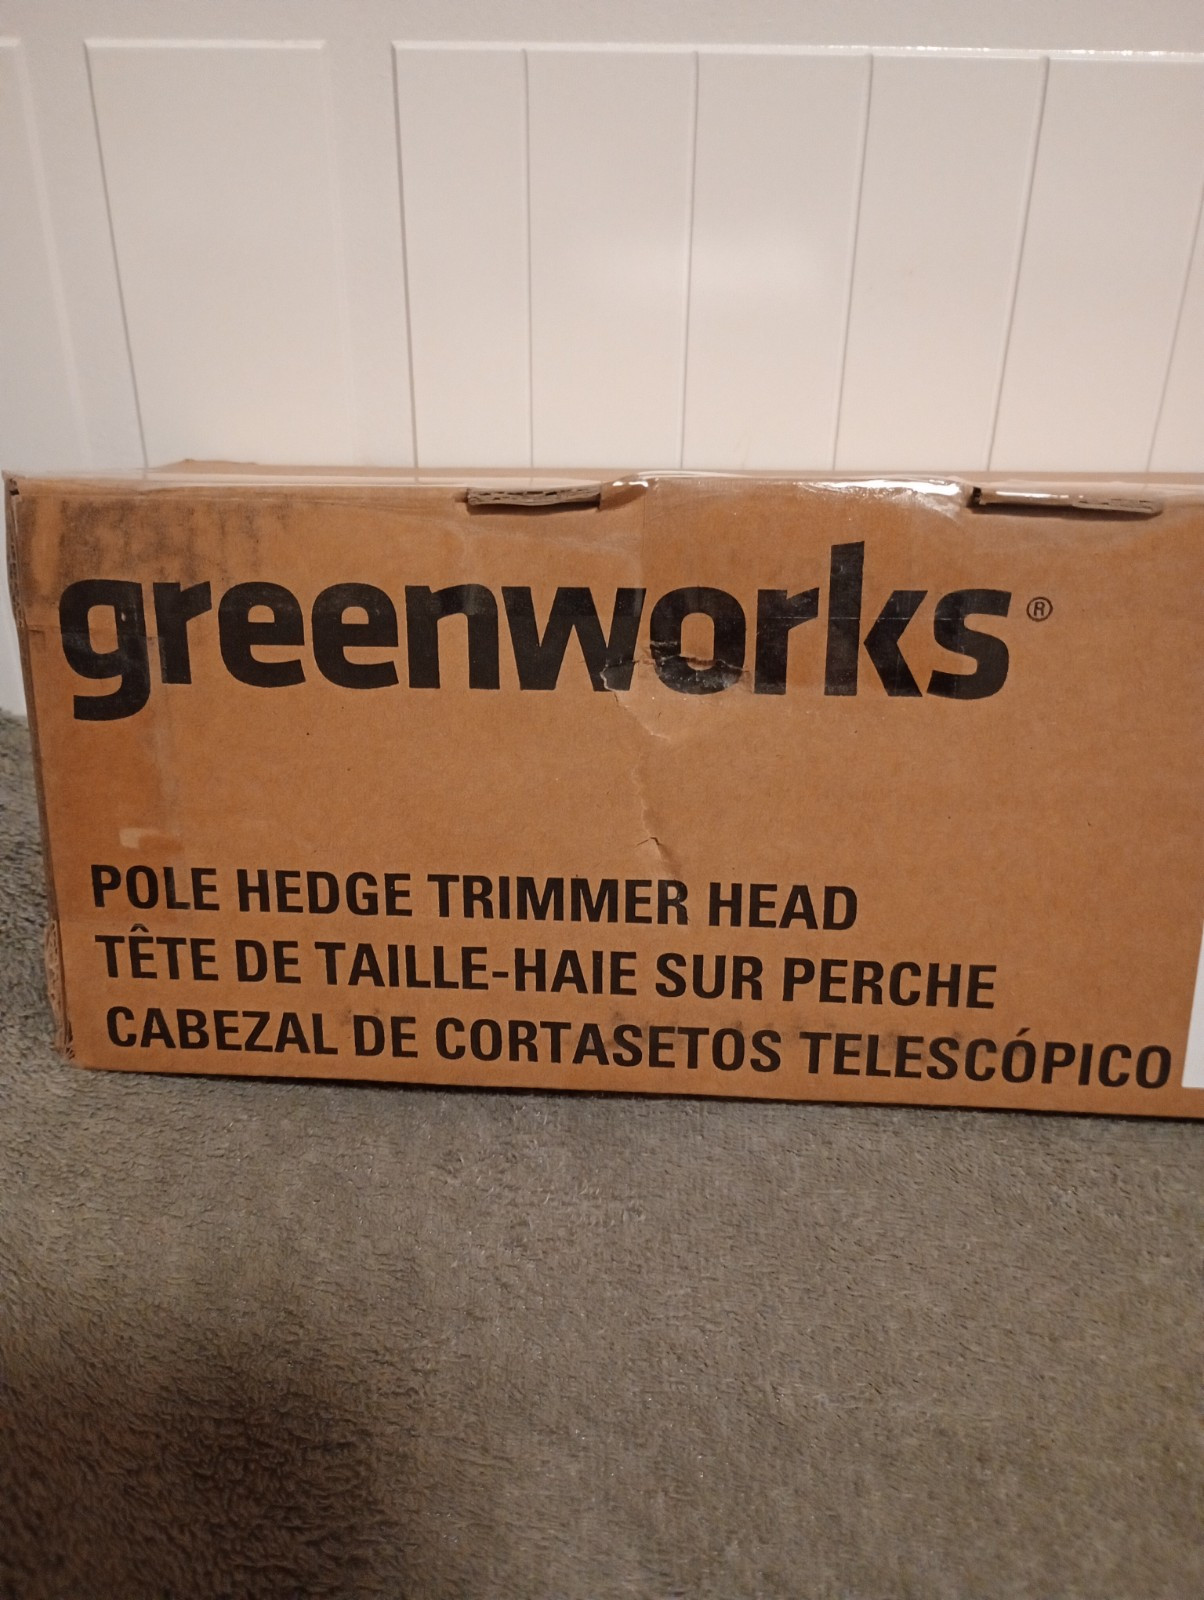 greenworks®
POLE HEDGE TRIMMER HEAD
TÊTE DE TAILLE-HAIE SUR PERCHE
CABEZAL DE CORTASETOS TELESCÓPICO